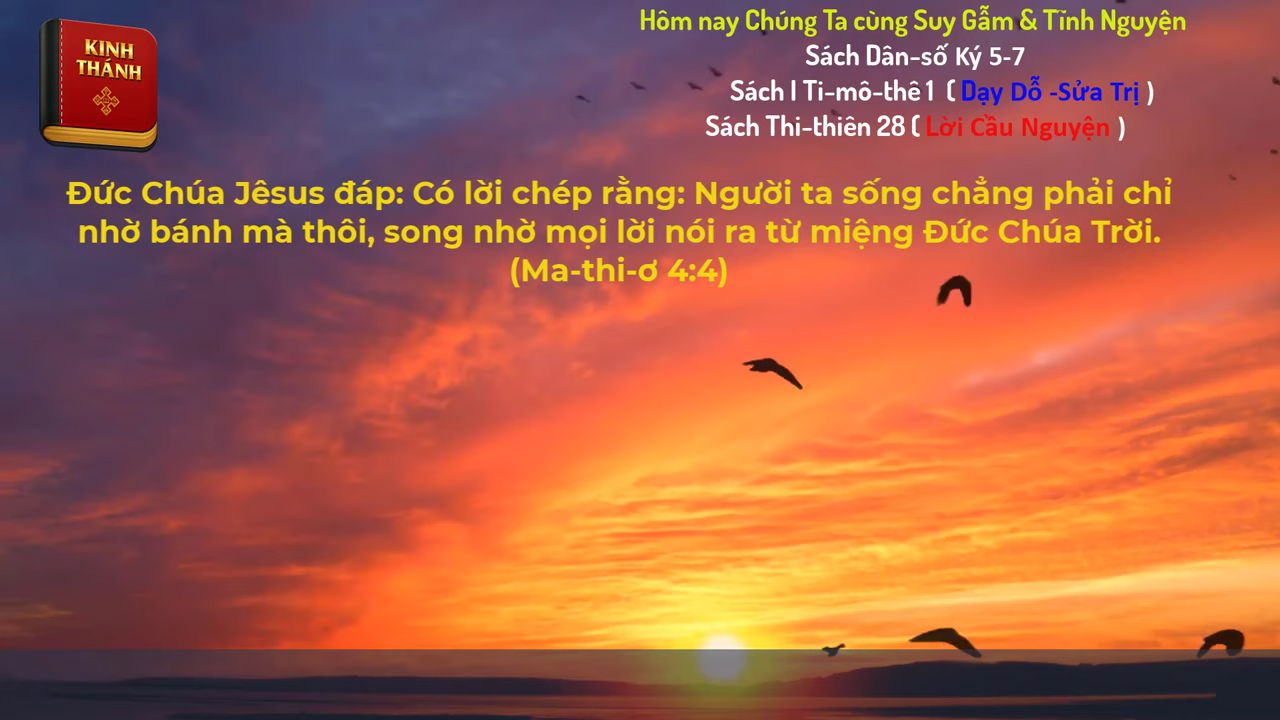 KINH
THÁNH
Hôm nay Chúng Ta cùng Suy Gẫm & Tĩnh Nguyện
Sách Dân-số Ký 5-7
Sách I Ti-mô-thê 1 ( Dạy Dỗ -Sửa Trị )
Sách Thi-thiên 28 ( Lời Cầu Nguyện )
Đức Chúa Jêsus đáp: Có lời chép rằng: Người ta sống chẳng phải chỉ
nhờ bánh mà thôi, song nhờ mọi lời nói ra từ miệng Đức Chúa Trời.
(Ma-thi-ơ 4:4)